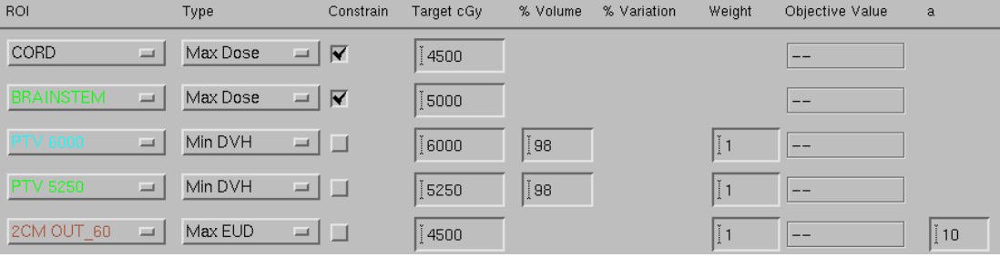 ROI Type Constrain Target cGy % Volume % Variation Weight Objective Value a
CORD Max Dose 4500 --
BRAINSTEM Max Dose 5000 --
PTV 6000 Min DVH 6000 98 1 --
PTV 5250 Min DVH 5250 98 1 --
2CM OUT_60 Max EUD 4500 1 -- 10